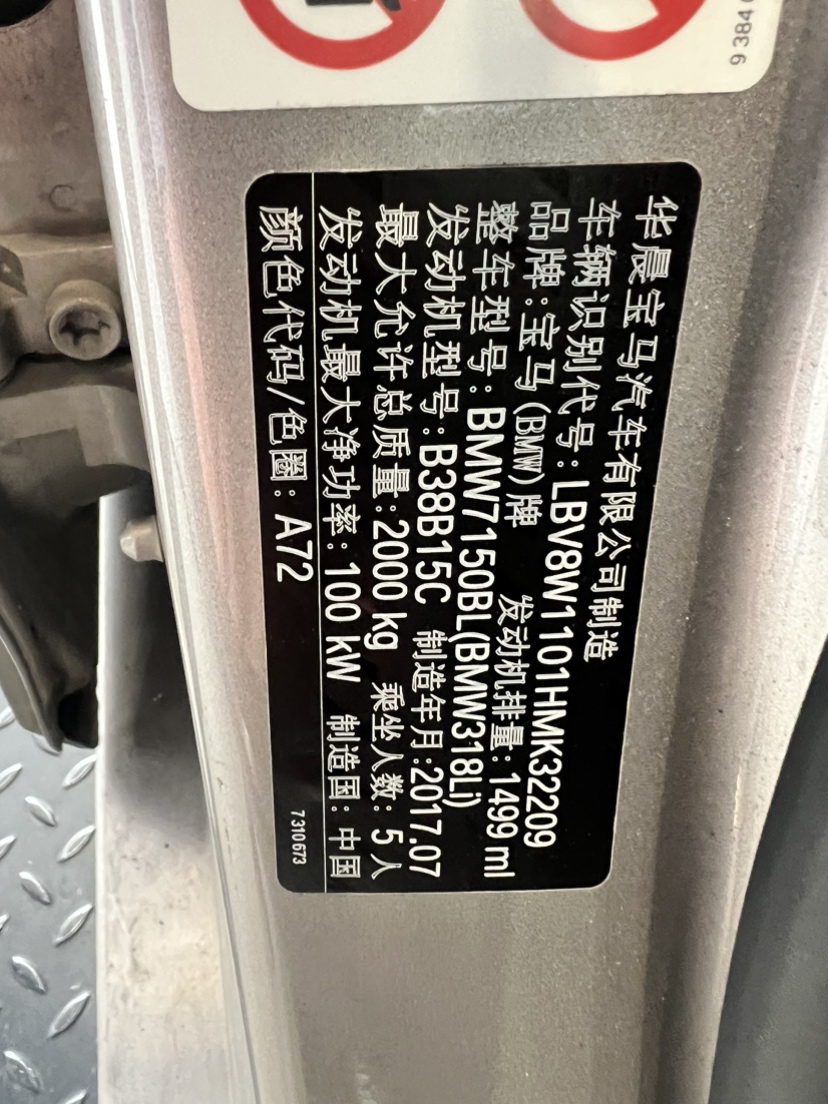 9 384
华晨宝马汽车有限公司制造
车辆识别代号:LBV8W1101HMK32209
品牌:宝马(BMW)牌 发动机排量:1499 ml
整车型号:BMW7150BL(BMW318Li)
发动机型号:B38B15C 制造年月:2017.07
最大允许总质量:2000 kg 乘坐人数:5人
发动机最大净功率:100 kW 制造国:中国
颜色代码/色圈:A72
7310673